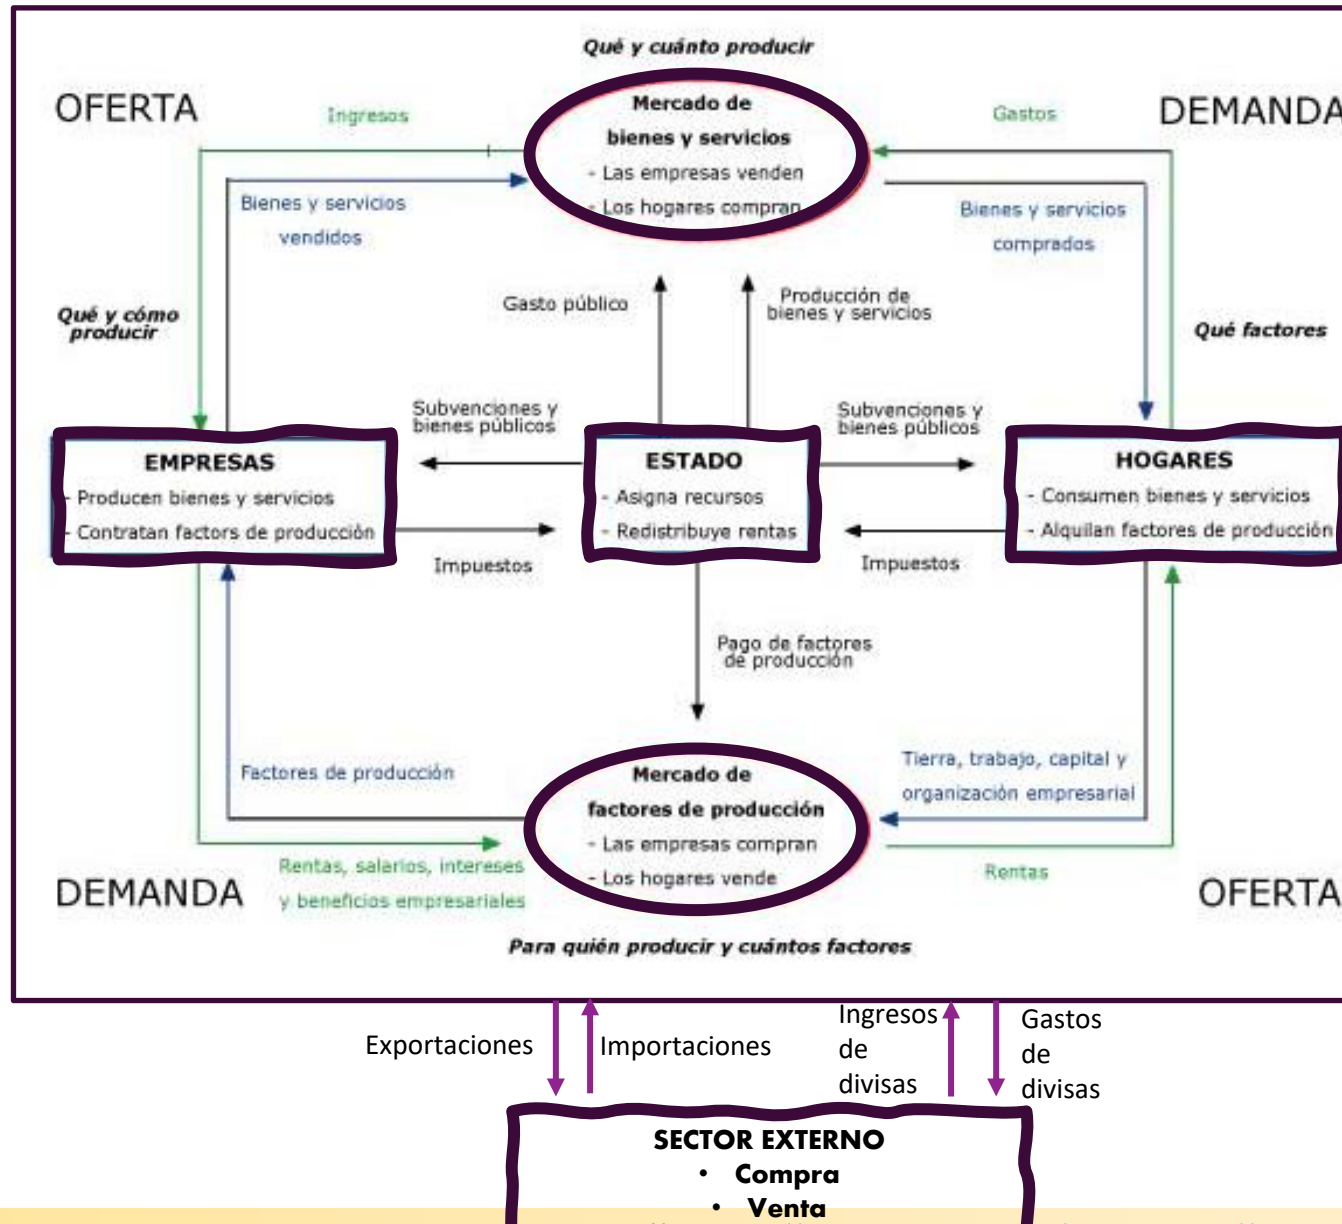 Qué y cuánto producir
OFERTA
DEMANDA
Ingresos
Mercado de
bienes y servicios
- Las empresas venden
- Los hogares compran
Gastos
Bienes y servicios
vendidos
Bienes y servicios
comprados
Gasto público
Producción de
bienes y servicios
Qué y cómo
producir
Qué factores
Subvenciones y
bienes públicos
Subvenciones y
bienes públicos
EMPRESAS
- Producen bienes y servicios
- Contratan factors de producción
ESTADO
- Asigna recursos
- Redistribuye rentas
HOGARES
- Consumen bienes y servicios
- Alquilan factores de producción
Impuestos
Impuestos
Pago de factores
de producción
Factores de producción
Mercado de
factores de producción
- Las empresas compran
- Los hogares vende
Tierra, trabajo, capital y
organización empresarial
Rentas, salarios, intereses
y beneficios empresariales
Rentas
DEMANDA
OFERTA
Para quién producir y cuántos factores
Exportaciones
Importaciones
Ingresos
de
divisas
Gastos
de
divisas
SECTOR EXTERNO
• Compra
• Venta